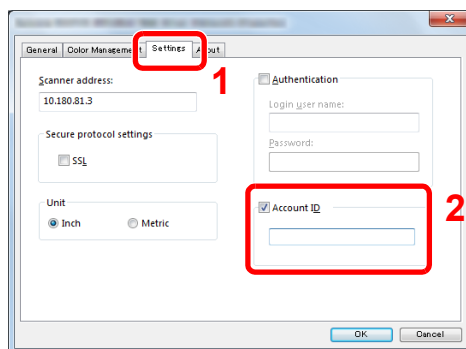 General Color Management Settings About
1
Scanner address:
10.180.81.3
Secure protocol settings
SSL
Unit
Inch Metric
Authentication
Login user name:
Password:
Account ID
2
OK Cancel